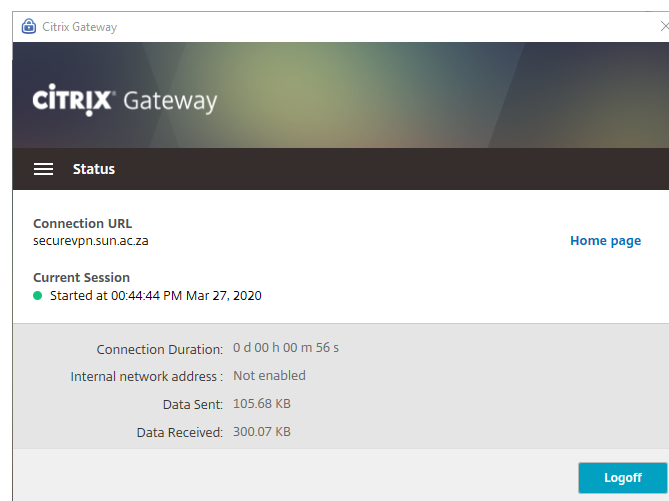 Citrix Gateway
CİTRIX Gateway
Status
Connection URL
securevpn.sun.ac.za
Home page
Current Session
Started at 00:44:44 PM Mar 27, 2020
Connection Duration: 0 d 00 h 00 m 56 s
Internal network address : Not enabled
Data Sent: 105.68 KB
Data Received: 300.07 KB
Logoff